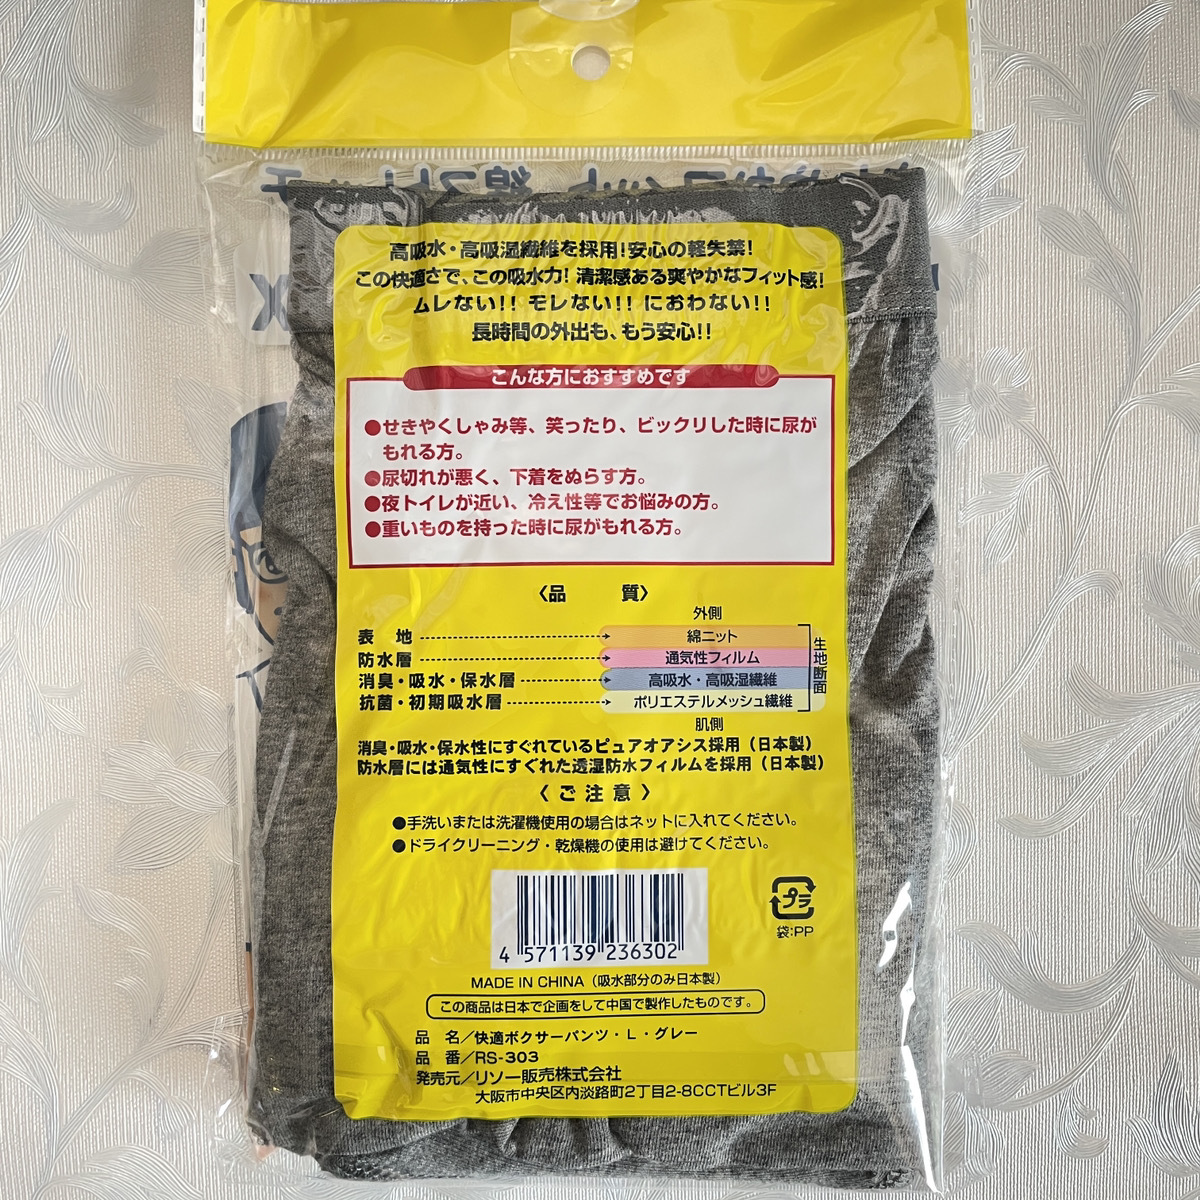 高吸水・高吸湿繊維を採用!安心の軽失禁!
この快適さで、この吸水力! 清潔感ある爽やかなフィット感!
ムレない!! モレない!! におわない!!
長時間の外出も、もう安心!!
こんな方におすすめです
●せきやくしゃみ等、笑ったり、ビックリした時に尿が
もれる方。
●尿切れが悪く、下着をぬらす方。
●夜トイレが近い、冷え性等でお悩みの方。
●重いものを持った時に尿がもれる方。
〈品 質〉
外側
表 地 綿ニット
防水層 通気性フィルム
消臭・吸水・保水層 高吸水・高吸湿繊維
抗菌・初期吸水層 ポリエステルメッシュ繊維
生地断面
肌側
消臭・吸水・保水性にすぐれているピュアオアシス採用(日本製)
防水層には通気性にすぐれた透湿防水フィルムを採用(日本製)
〈ご注意〉
●手洗いまたは洗濯機使用の場合はネットに入れてください。
●ドライクリーニング・乾燥機の使用は避けてください。
4 571139 236302
プラ
袋:PP
MADE IN CHINA(吸水部分のみ日本製)
この商品は日本で企画をして中国で製作したものです。
品 名/快適ボクサーパンツ・L・グレー
品 番/RS-303
発売元/リソー販売株式会社
大阪市中央区内淡路町2丁目2-8CCTビル3F